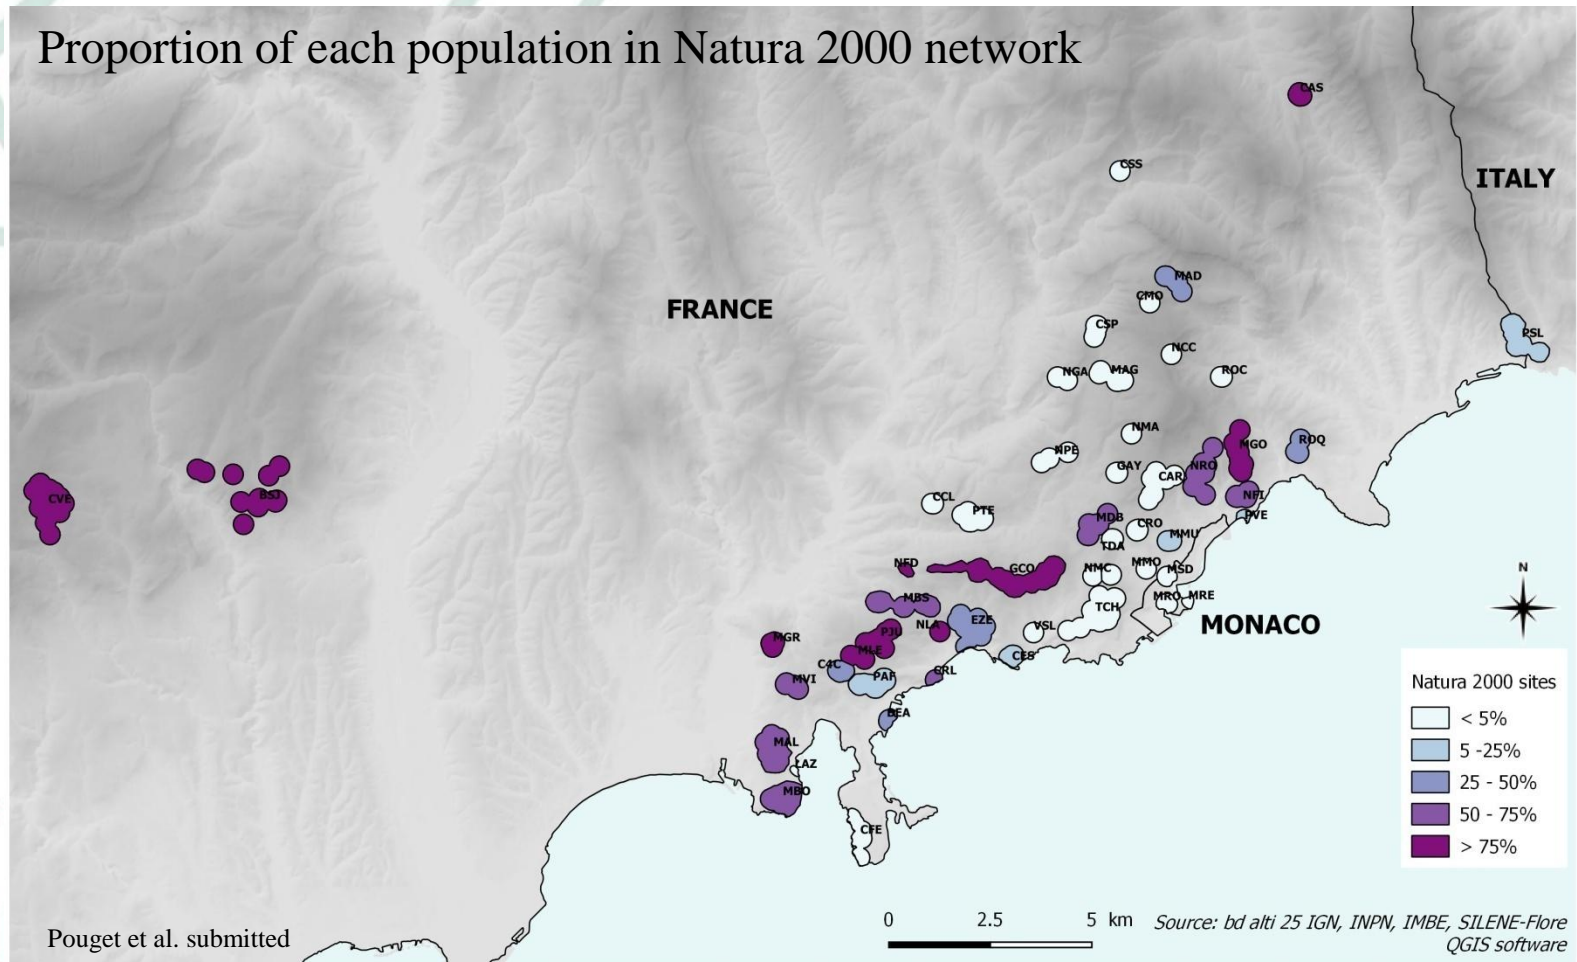 Proportion of each population in Natura 2000 network
CAS
CSS
ITALY
MAD
CMO
FRANCE
CSP
PSL
NCC
NGA
MAG
ROC
NMA
MGO
ROQ
NPE
GAY
CAR
NRO
CVE
BSJ
CCL
PTE
NFI
PVE
MDB
CRO
TDA
MMU
NFD
GCO
NMC
MMO
MSD
MBS
TCH
MRO
MRE
EZE
VSL
MONACO
NLA
PJU
MGR
MLE
CES
C4C
PAF
CRL
MVI
BEA
MAL
LAZ
MBO
CFE
N
Natura 2000 sites
< 5%
5 -25%
25 - 50%
50 - 75%
> 75%
0 2.5 5 km
Source: bd alti 25 IGN, INPN, IMBE, SILENE-Flore
QGIS software
Pouget et al. submitted